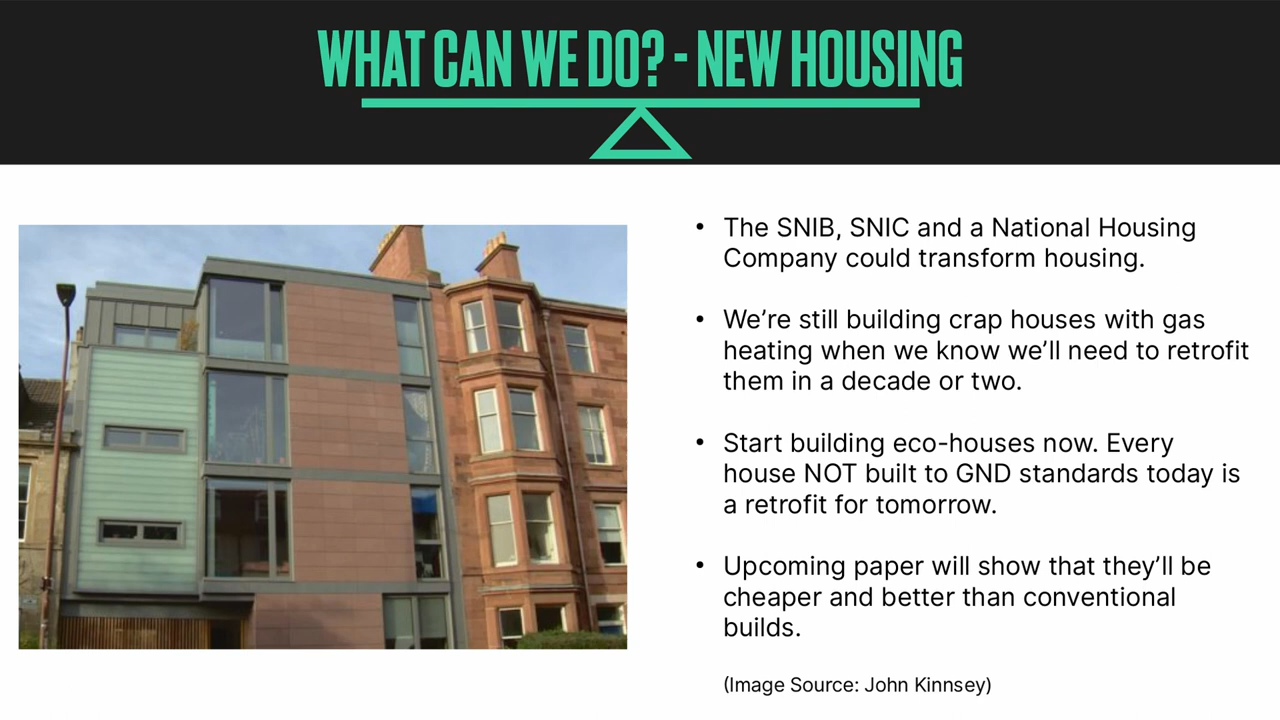 WHAT CAN WE DO? - NEW HOUSING
• The SNIB, SNIC and a National Housing
Company could transform housing.
• We’re still building crap houses with gas
heating when we know we’ll need to retrofit
them in a decade or two.
• Start building eco-houses now. Every
house NOT built to GND standards today is
a retrofit for tomorrow.
• Upcoming paper will show that they’ll be
cheaper and better than conventional
builds.
(Image Source: John Kinnsey)